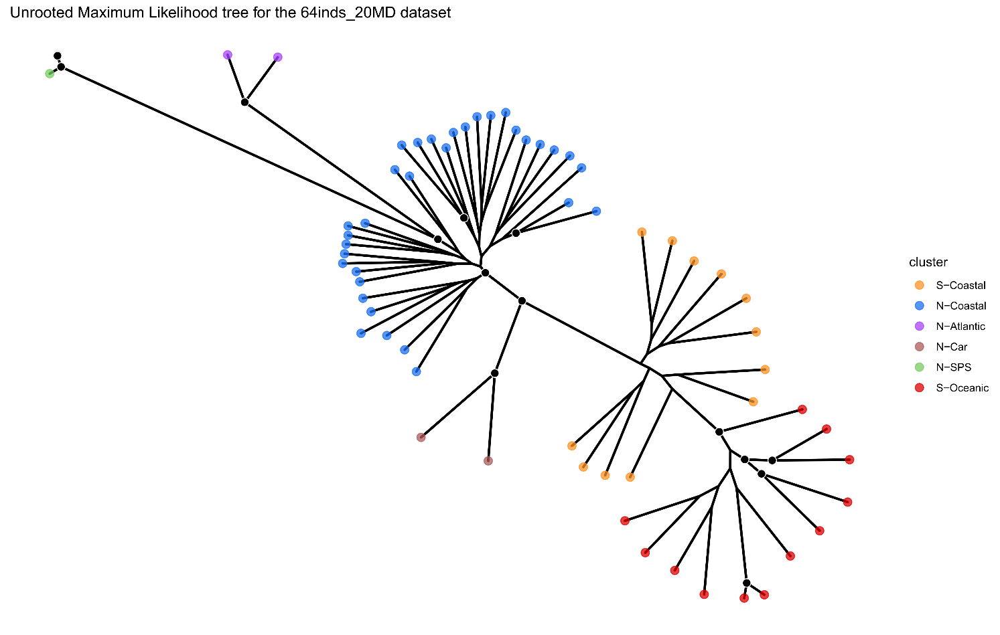 Unrooted Maximum Likelihood tree for the 64inds_20MD dataset
cluster
S−Coastal
N−Coastal
N−Atlantic
N−Car
N−SPS
S−Oceanic